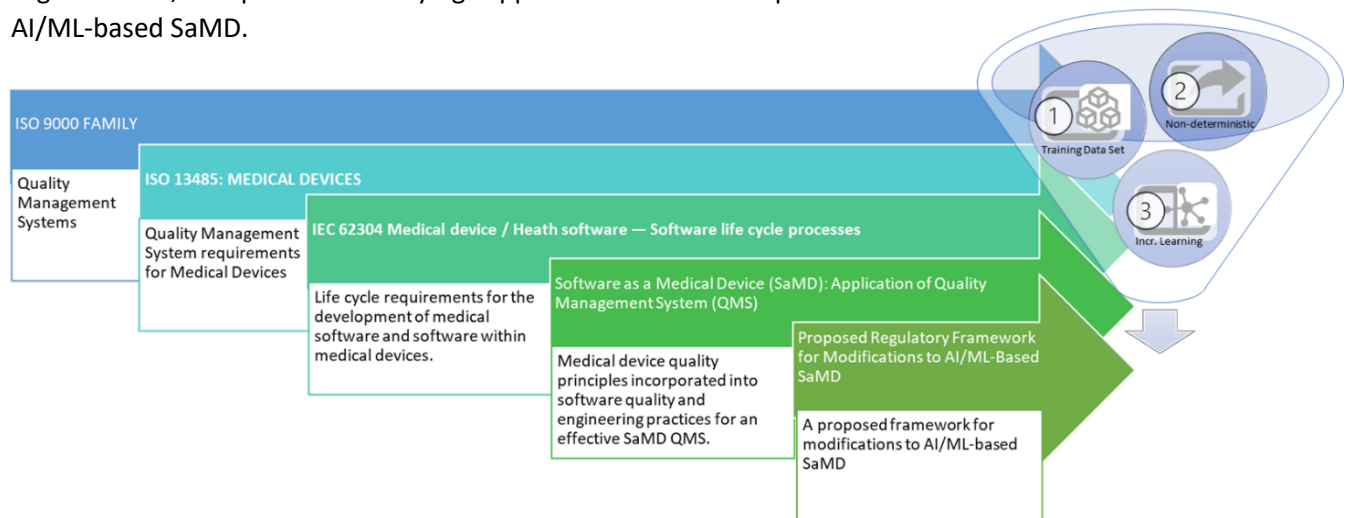 AI/ML-based SaMD.
ISO 9000 FAMILY
Quality
Management
Systems
ISO 13485: MEDICAL DEVICES
Quality Management
System requirements
for Medical Devices
IEC 62304 Medical device / Heath software — Software life cycle processes
Life cycle requirements for the
development of medical
software and software within
medical devices.
Software as a Medical Device (SaMD): Application of Quality
Management System (QMS)
Medical device quality
principles incorporated into
software quality and
engineering practices for an
effective SaMD QMS.
Proposed Regulatory Framework
for Modifications to AI/ML-Based
SaMD
A proposed framework for
modifications to AI/ML-based
SaMD
1
Training Data Set
2
Non-deterministic
3
Incr. Learning